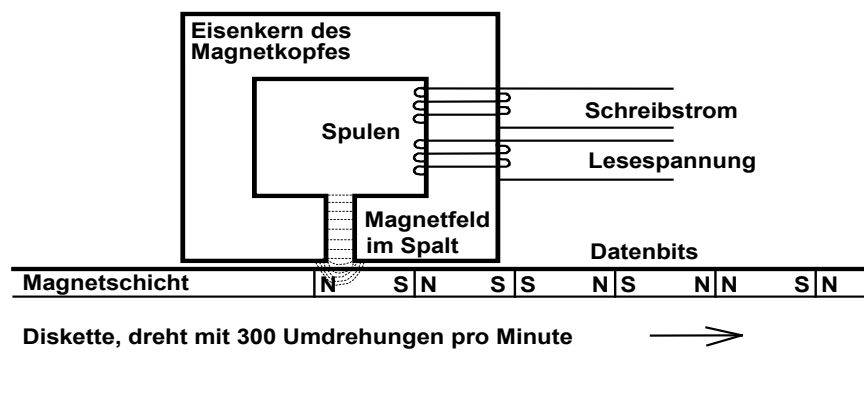 Eisenkern des
Magnetkopfes
Spulen
Schreibstrom
Lesespannung
Magnetfeld
im Spalt
Datenbits
Magnetschicht N S N S S N S N N S N
Diskette, dreht mit 300 Umdrehungen pro Minute